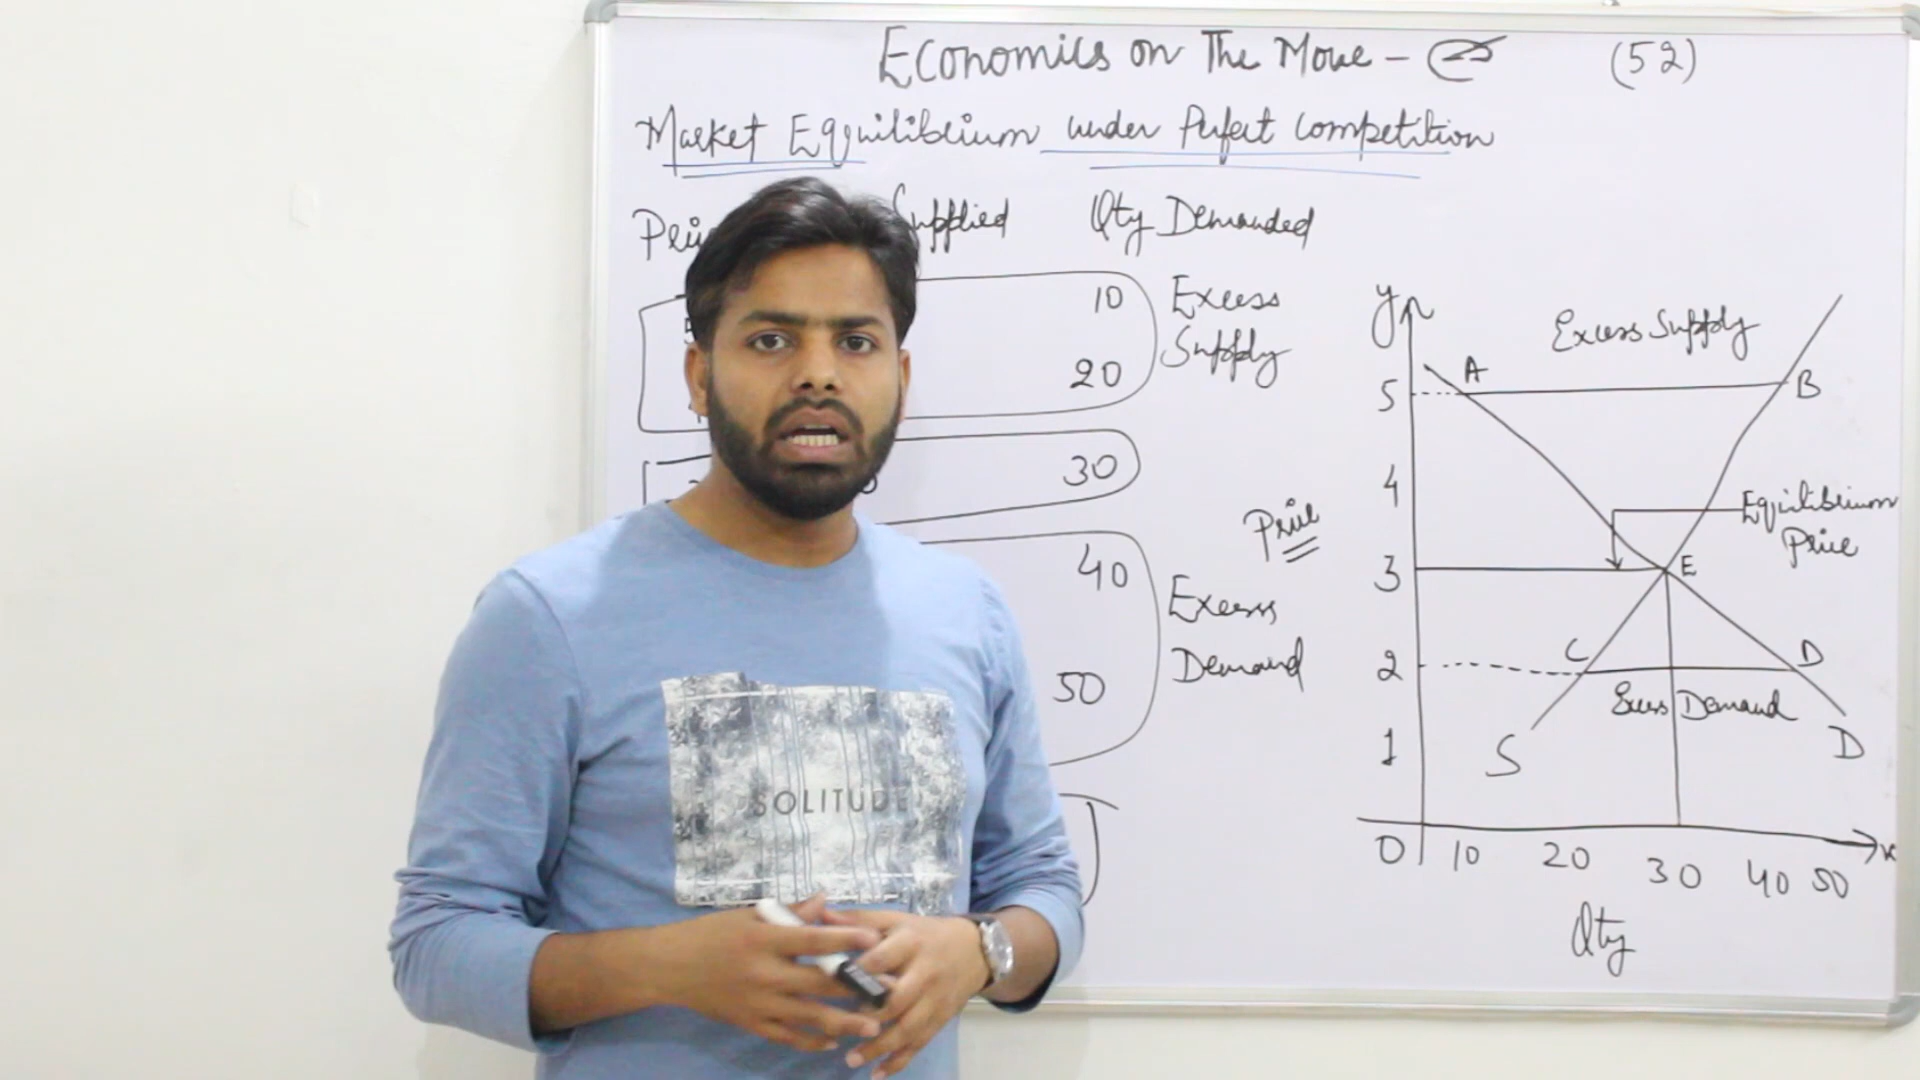 Economics on The Move - (52)
Market Equilibrium under Perfect Competition
Supplied Qty Demanded
10 Excess
Supply
20
30
40 Excess
Demand
50
Price
y
Excess Supply
5 A B
4 Equilibrium
Price
3 E
2 C D
Excess Demand
1 S D
0 10 20 30 40 50 x
Qty
SOLITUDE